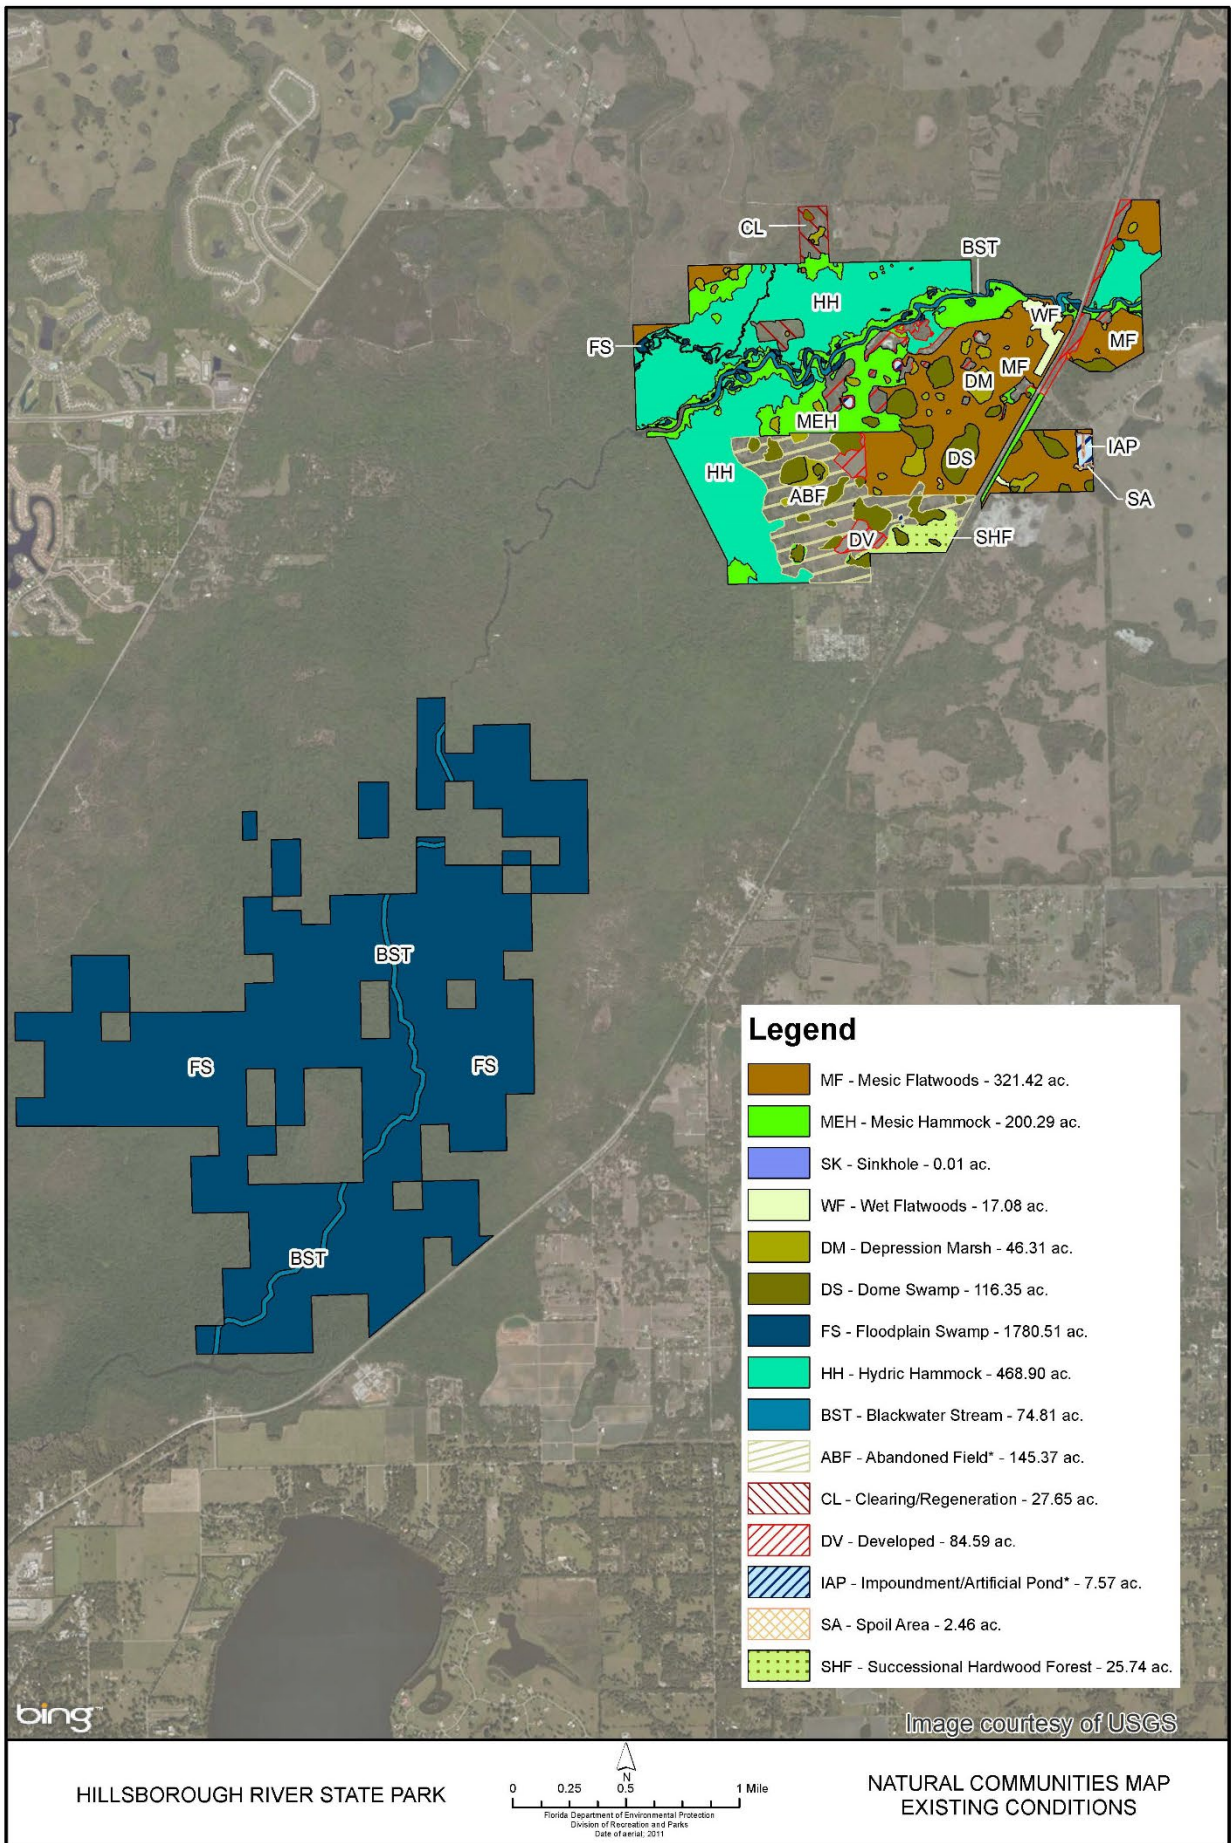 CL
BST
HH
WF
FS
MF
MF
DM
MEH
IAP
HH
DS
SA
ABF
DV
SHF
BST
FS
FS
BST
Legend
MF - Mesic Flatwoods - 321.42 ac.
MEH - Mesic Hammock - 200.29 ac.
SK - Sinkhole - 0.01 ac.
WF - Wet Flatwoods - 17.08 ac.
DM - Depression Marsh - 46.31 ac.
DS - Dome Swamp - 116.35 ac.
FS - Floodplain Swamp - 1780.51 ac.
HH - Hydric Hammock - 468.90 ac.
BST - Blackwater Stream - 74.81 ac.
ABF - Abandoned Field* - 145.37 ac.
CL - Clearing/Regeneration - 27.65 ac.
DV - Developed - 84.59 ac.
IAP - Impoundment/Artificial Pond* - 7.57 ac.
SA - Spoil Area - 2.46 ac.
SHF - Successional Hardwood Forest - 25.74 ac.
bing
Image courtesy of USGS
HILLSBOROUGH RIVER STATE PARK
N
0 0.25 0.5 1 Mile
Florida Department of Environmental Protection
Division of Recreation and Parks
Date of aerial; 2011
NATURAL COMMUNITIES MAP
EXISTING CONDITIONS